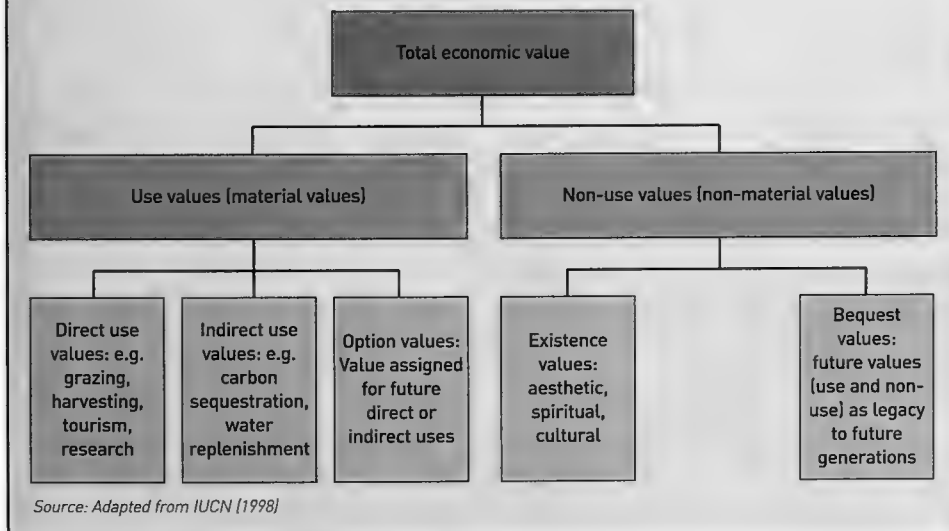 Total economic value
Use values (material values)
Non-use values (non-material values)
Direct use
values: e.g.
grazing,
harvesting,
tourism,
research
Indirect use
values: e.g.
carbon
sequestration,
water
replenishment
Option values:
Value assigned
for future
direct or
indirect uses
Existence
values:
aesthetic,
spiritual,
cultural
Bequest
values:
future values
(use and non-
use) as legacy
to future
generations
Source: Adapted from IUCN (1998)